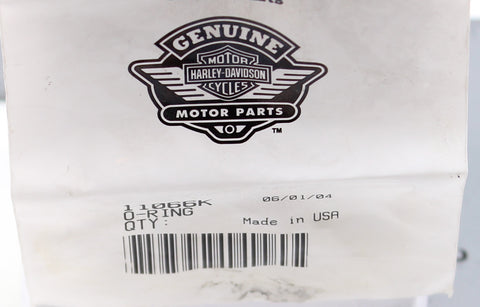 GENUINE
MOTOR
HARLEY-DAVIDSON
CYCLES
MOTOR PARTS
TM
11066K 06/01/04
O-RING
QTY: Made in USA